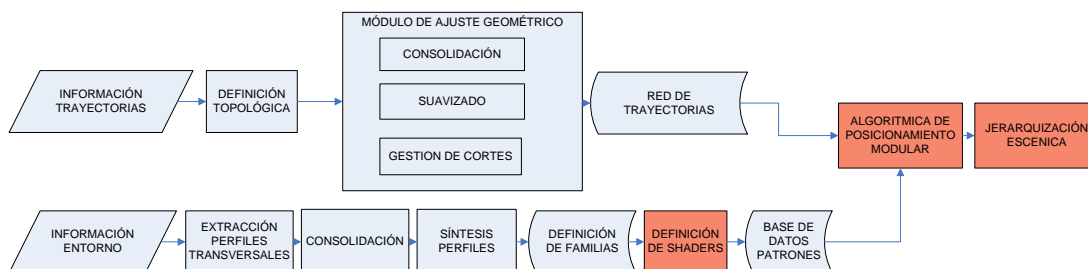 MÓDULO DE AJUSTE GEOMÉTRICO
CONSOLIDACIÓN
SUAVIZADO
GESTION DE CORTES
INFORMACIÓN
TRAYECTORIAS
DEFINICIÓN
TOPOLÓGICA
RED DE
TRAYECTORIAS
ALGORITMICA DE
POSICIONAMIENTO
MODULAR
JERARQUIZACIÓN
ESCENICA
INFORMACIÓN
ENTORNO
EXTRACCIÓN
PERFILES
TRANSVERSALES
CONSOLIDACIÓN
SÍNTESIS
PERFILES
DEFINICIÓN
DE FAMILIAS
DEFINICIÓN
DE SHADERS
BASE DE
DATOS
PATRONES